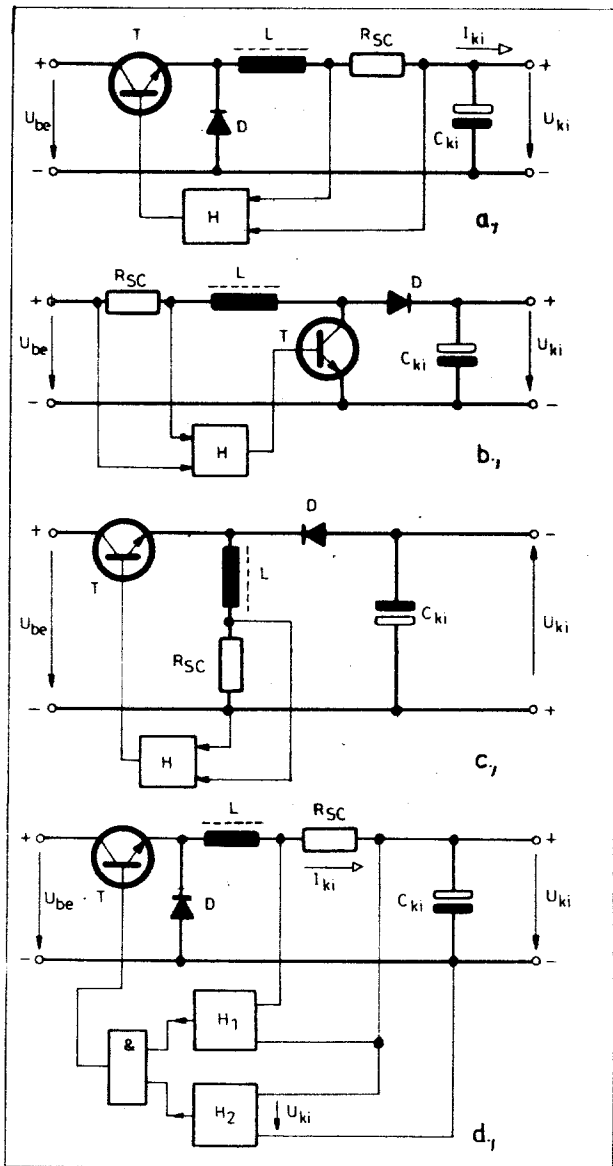 T L R_SC I_ki
+ +
U_be D C_ki U_ki
- -
H
a,
R_SC L D
+ +
U_be T C_ki U_ki
- -
H
b,
D
+ -
T L
U_be C_ki U_ki
R_SC
- +
H
c,
L R_SC
+ +
T I_ki
U_be D C_ki U_ki
- -
H_1
&
H_2 U_ki
d,